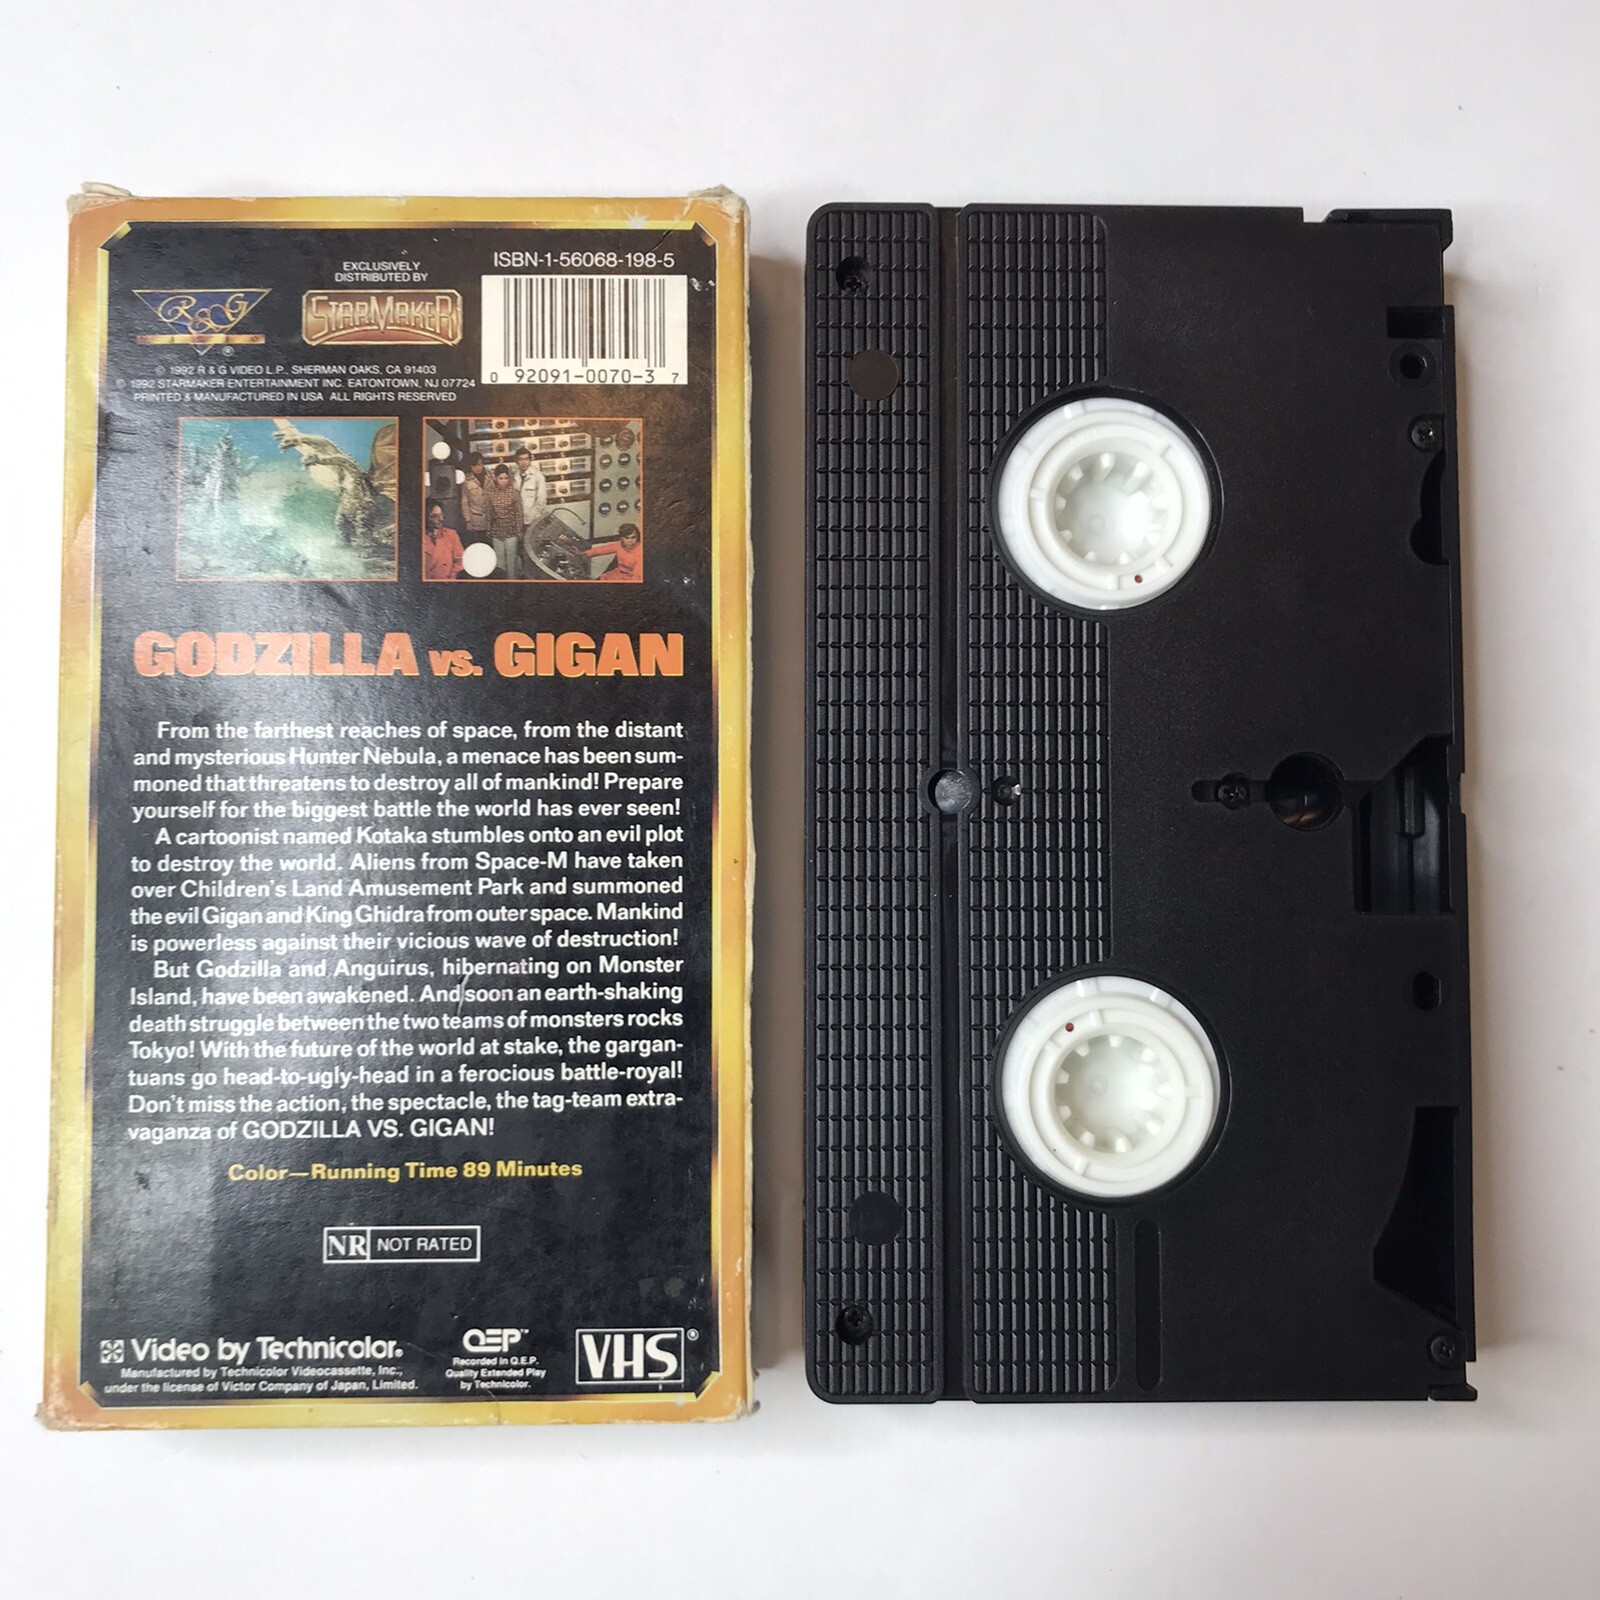 ISBN-1-56068-198-5
EXCLUSIVELY
DISTRIBUTED BY
R&G
VIDEO
STARMAKER
®
0 92091-0070-3 7
© 1992 R & G VIDEO L.P., SHERMAN OAKS, CA 91403
© 1992 STARMAKER ENTERTAINMENT INC. EATONTOWN, NJ 07724
PRINTED & MANUFACTURED IN USA ALL RIGHTS RESERVED
GODZILLA vs. GIGAN
From the farthest reaches of space, from the distant
and mysterious Hunter Nebula, a menace has been sum-
moned that threatens to destroy all of mankind! Prepare
yourself for the biggest battle the world has ever seen!
A cartoonist named Kotaka stumbles onto an evil plot
to destroy the world. Aliens from Space-M have taken
over Children's Land Amusement Park and summoned
the evil Gigan and King Ghidra from outer space. Mankind
is powerless against their vicious wave of destruction!
But Godzilla and Anguirus, hibernating on Monster
Island, have been awakened. And soon an earth-shaking
death struggle between the two teams of monsters rocks
Tokyo! With the future of the world at stake, the gargan-
tuans go head-to-ugly-head in a ferocious battle-royal!
Don't miss the action, the spectacle, the tag-team extra-
vaganza of GODZILLA VS. GIGAN!
Color—Running Time 89 Minutes
NR NOT RATED
Video by Technicolor®
Manufactured by Technicolor Videocassette, Inc.,
under the license of Victor Company of Japan, Limited.
QEP™
Recorded in Q.E.P.
Quality Extended Play
by Technicolor.
VHS®